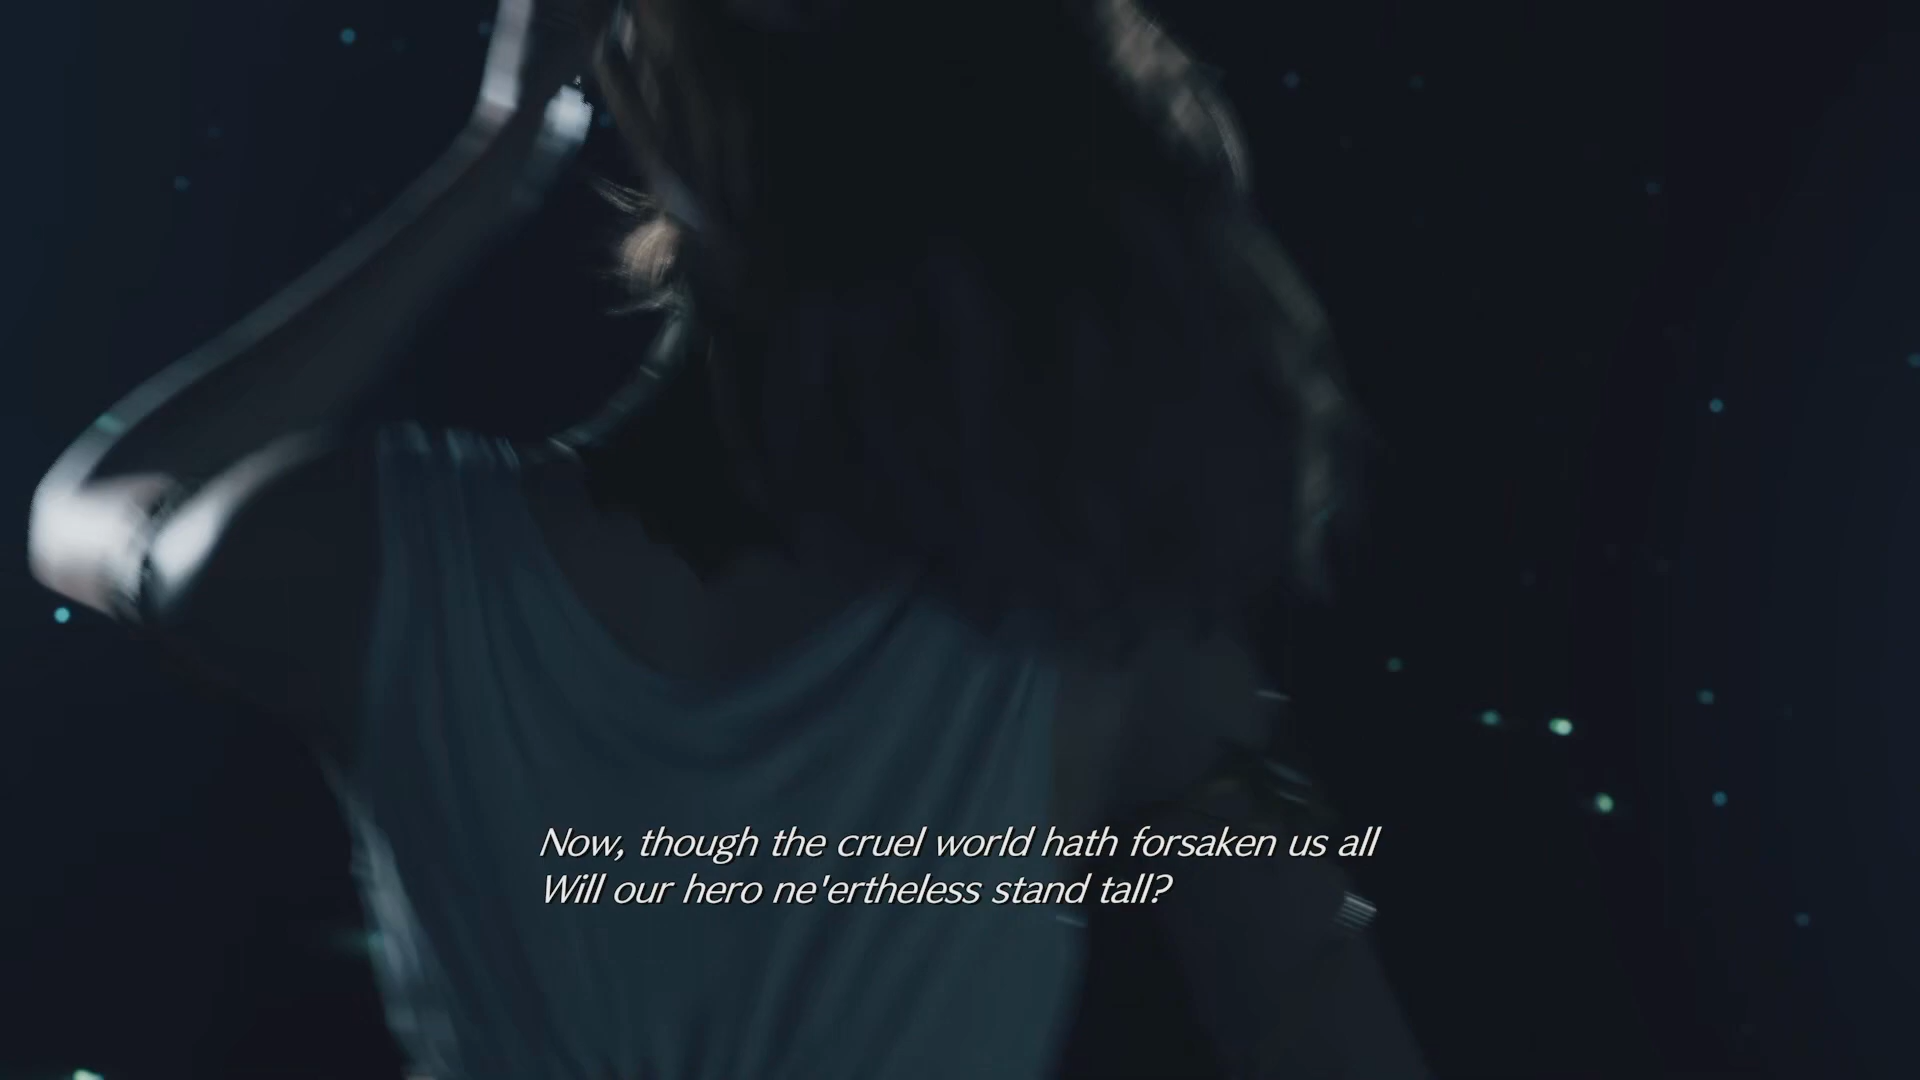 Now, though the cruel world hath forsaken us all
Will our hero ne'ertheless stand tall?